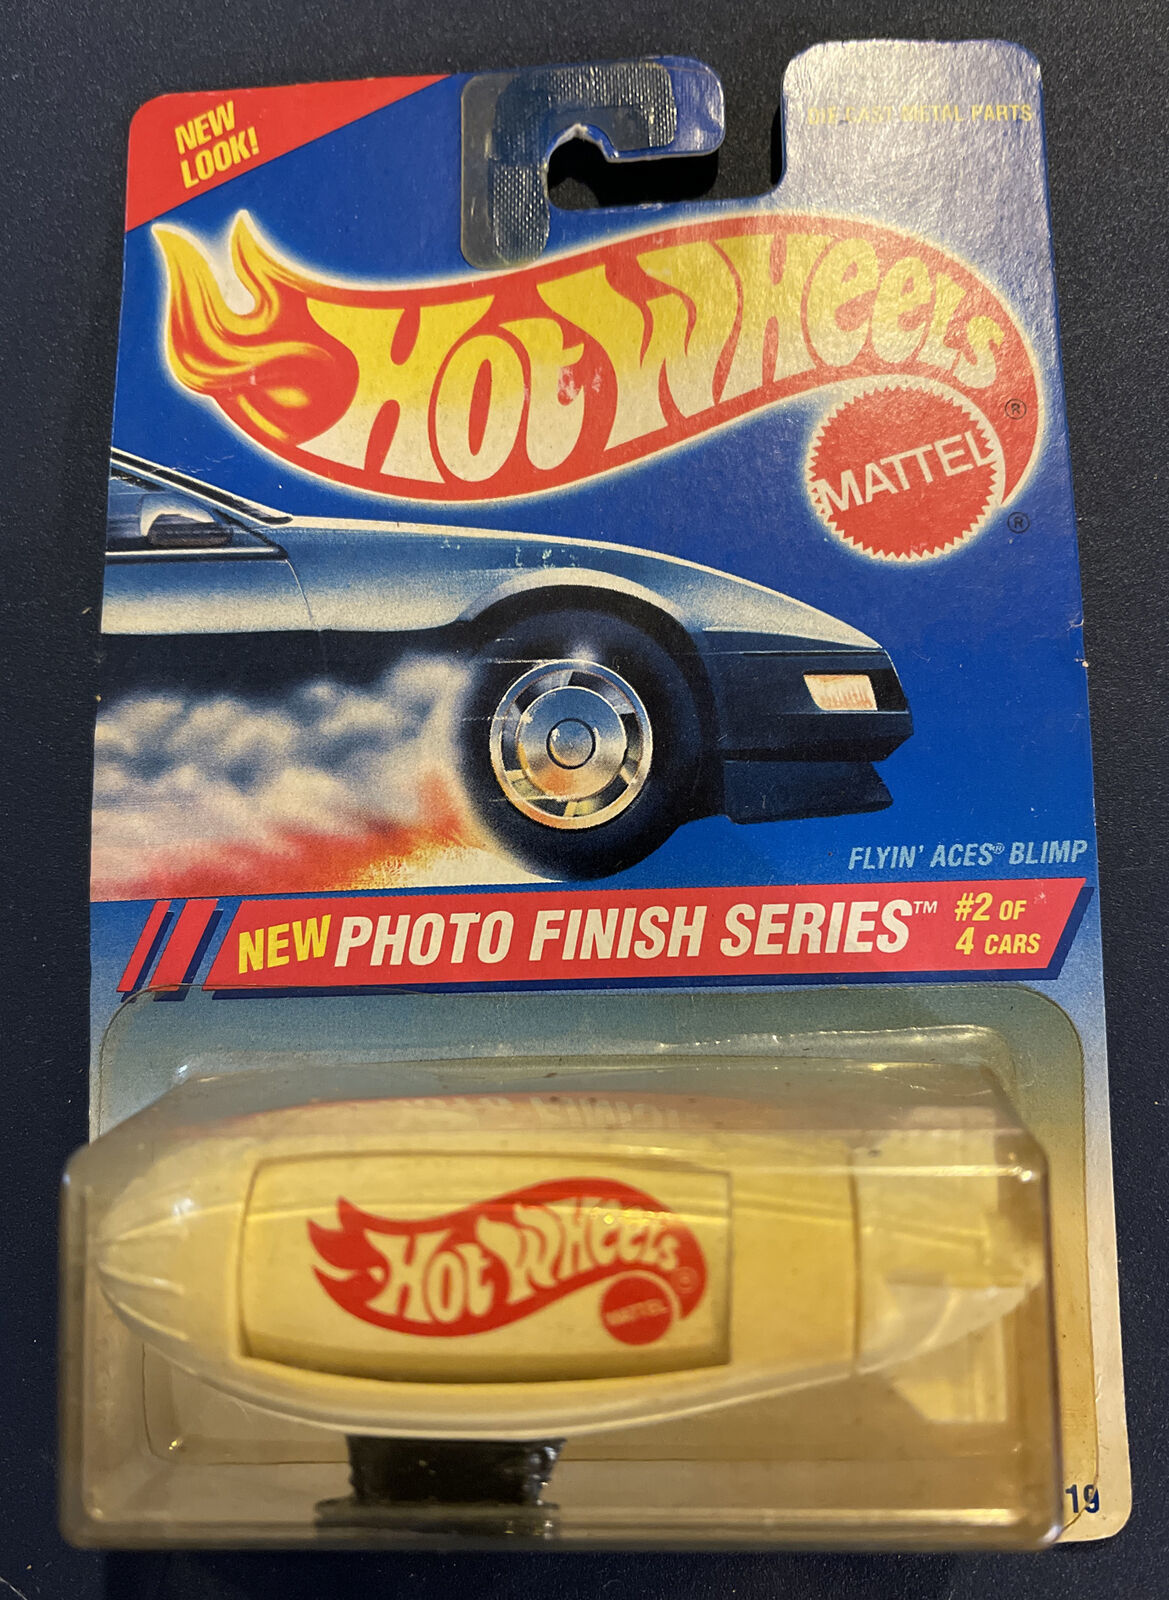 NEW
LOOK!
DIE-CAST METAL PARTS
HOT WHEELS®
MATTEL
®
FLYIN' ACES® BLIMP
NEW PHOTO FINISH SERIES™ #2 OF
4 CARS
HOT WHEELS®
MATTEL
19